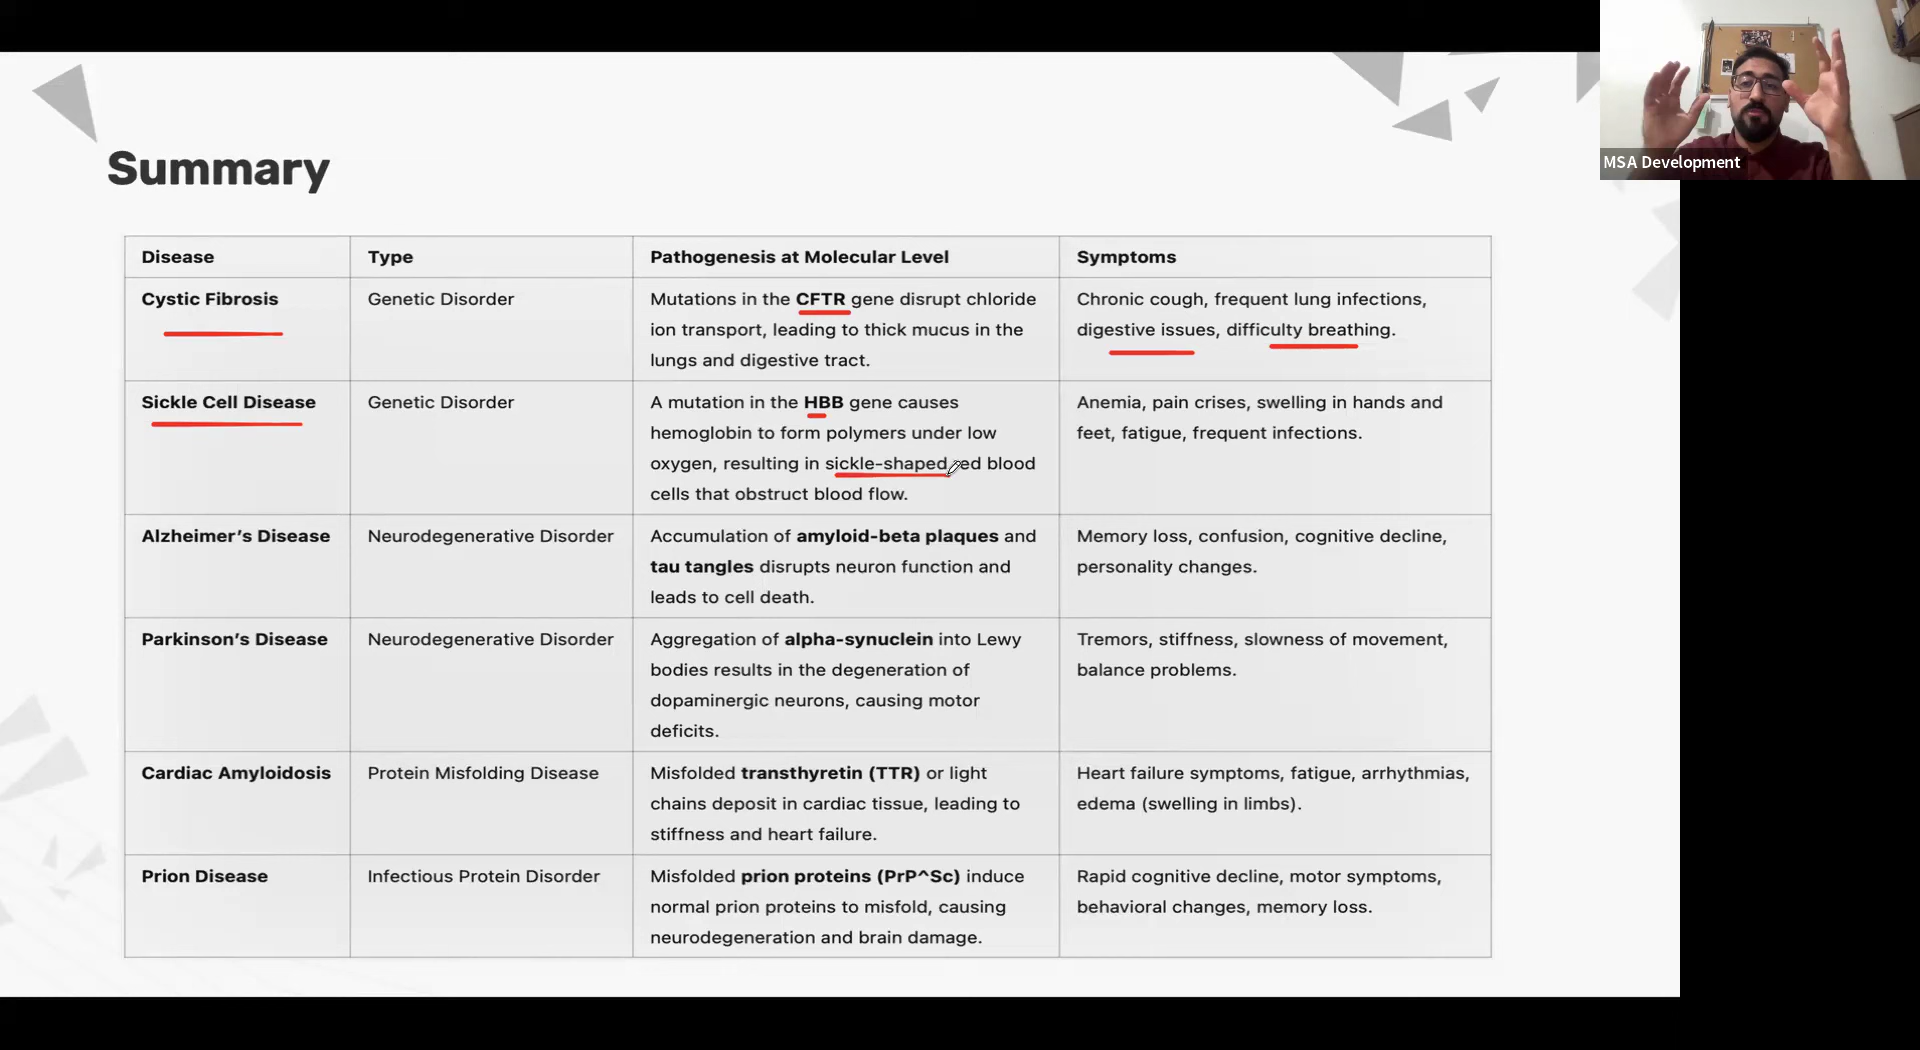 MSA Development
Summary
Disease
Type
Pathogenesis at Molecular Level
Symptoms
Cystic Fibrosis
Genetic Disorder
Mutations in the CFTR gene disrupt chloride
ion transport, leading to thick mucus in the
lungs and digestive tract.
Chronic cough, frequent lung infections,
digestive issues, difficulty breathing.
Sickle Cell Disease
Genetic Disorder
A mutation in the HBB gene causes
hemoglobin to form polymers under low
oxygen, resulting in sickle-shaped red blood
cells that obstruct blood flow.
Anemia, pain crises, swelling in hands and
feet, fatigue, frequent infections.
Alzheimer’s Disease
Neurodegenerative Disorder
Accumulation of amyloid-beta plaques and
tau tangles disrupts neuron function and
leads to cell death.
Memory loss, confusion, cognitive decline,
personality changes.
Parkinson’s Disease
Neurodegenerative Disorder
Aggregation of alpha-synuclein into Lewy
bodies results in the degeneration of
dopaminergic neurons, causing motor
deficits.
Tremors, stiffness, slowness of movement,
balance problems.
Cardiac Amyloidosis
Protein Misfolding Disease
Misfolded transthyretin (TTR) or light
chains deposit in cardiac tissue, leading to
stiffness and heart failure.
Heart failure symptoms, fatigue, arrhythmias,
edema (swelling in limbs).
Prion Disease
Infectious Protein Disorder
Misfolded prion proteins (PrP^Sc) induce
normal prion proteins to misfold, causing
neurodegeneration and brain damage.
Rapid cognitive decline, motor symptoms,
behavioral changes, memory loss.